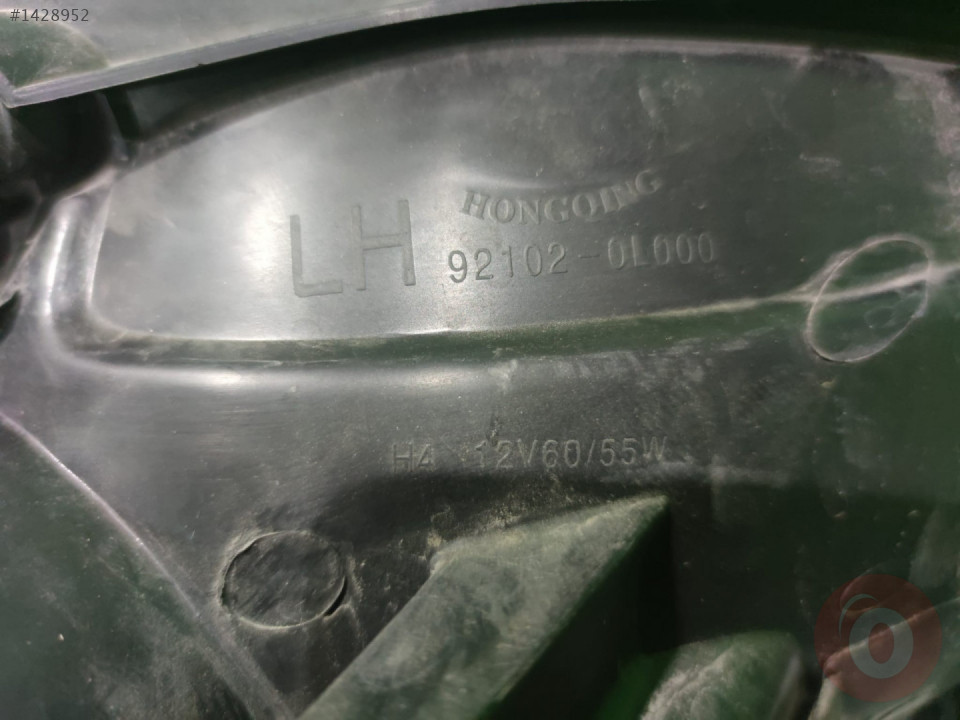 #1428952
HONGQING
LH
92102-0L000
H4 12V60/55W